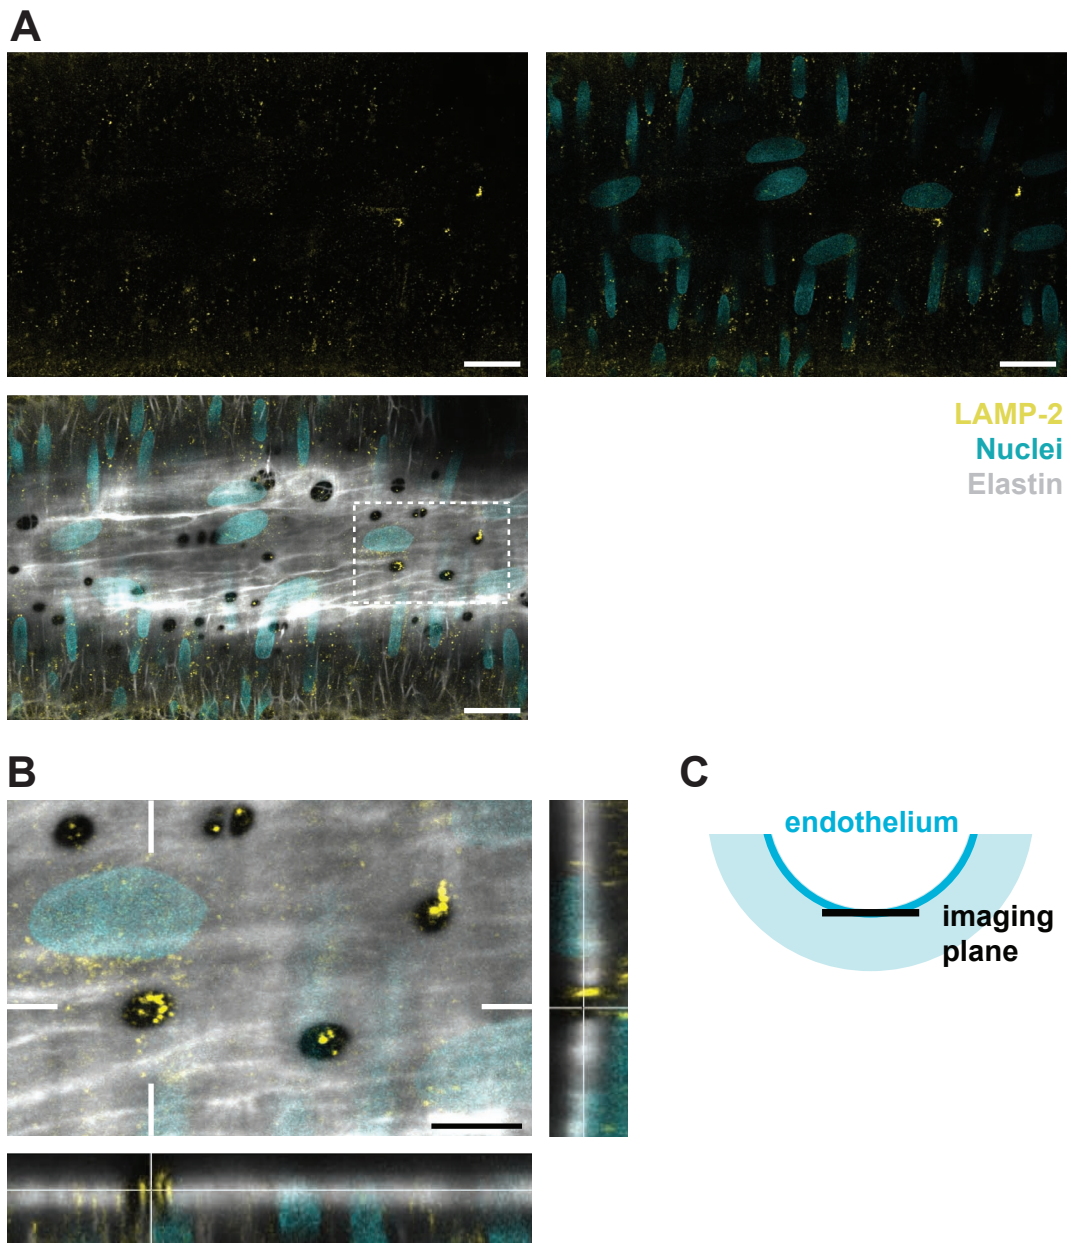 A
LAMP-2
Nuclei
Elastin
B
C
endothelium
imaging
plane